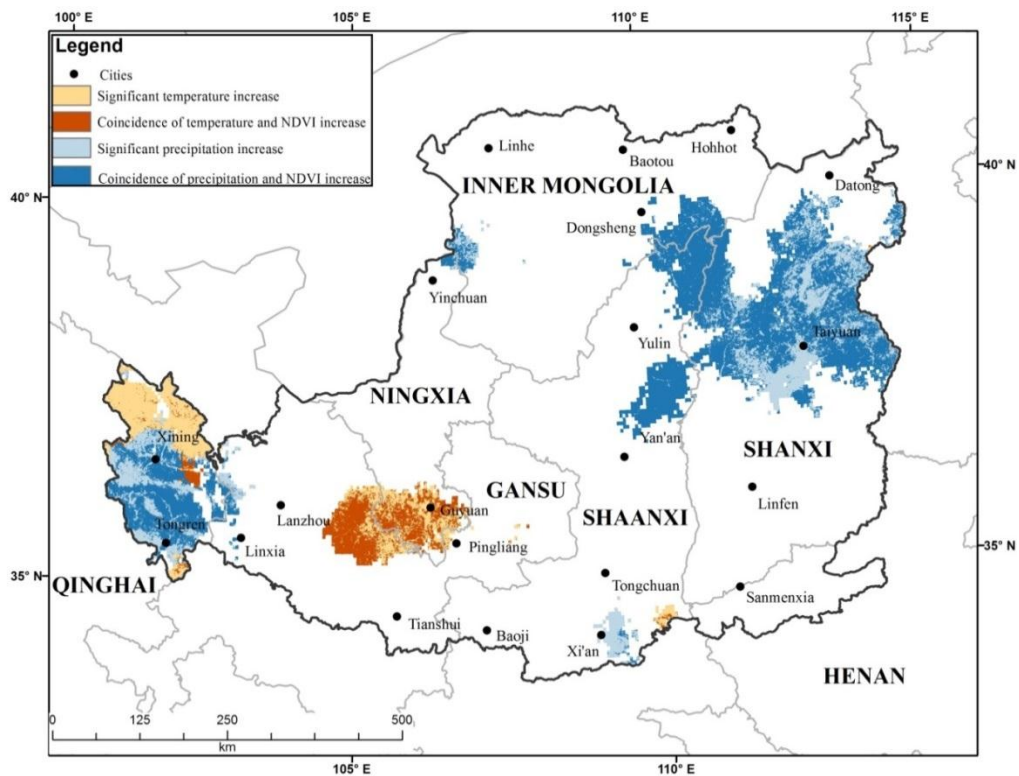 100° E 105° E 110° E 115° E
Legend
Cities
Significant temperature increase
Coincidence of temperature and NDVI increase
Significant precipitation increase
Coincidence of precipitation and NDVI increase
Hohhot
Linhe
Baotou
40° N
40° N
INNER MONGOLIA
Datong
Dongsheng
Yinchuan
Taiyuan
Yulin
NINGXIA
Xining
Yan'an
SHANXI
GANSU
Linfen
Guyuan
Lanzhou
SHAANXI
Tongren
Linxia
Pingliang
35° N
35° N
QINGHAI
Tongchuan
Sanmenxia
Tianshui
Baoji
Xi'an
HENAN
0 125 250 500
km
105° E 110° E